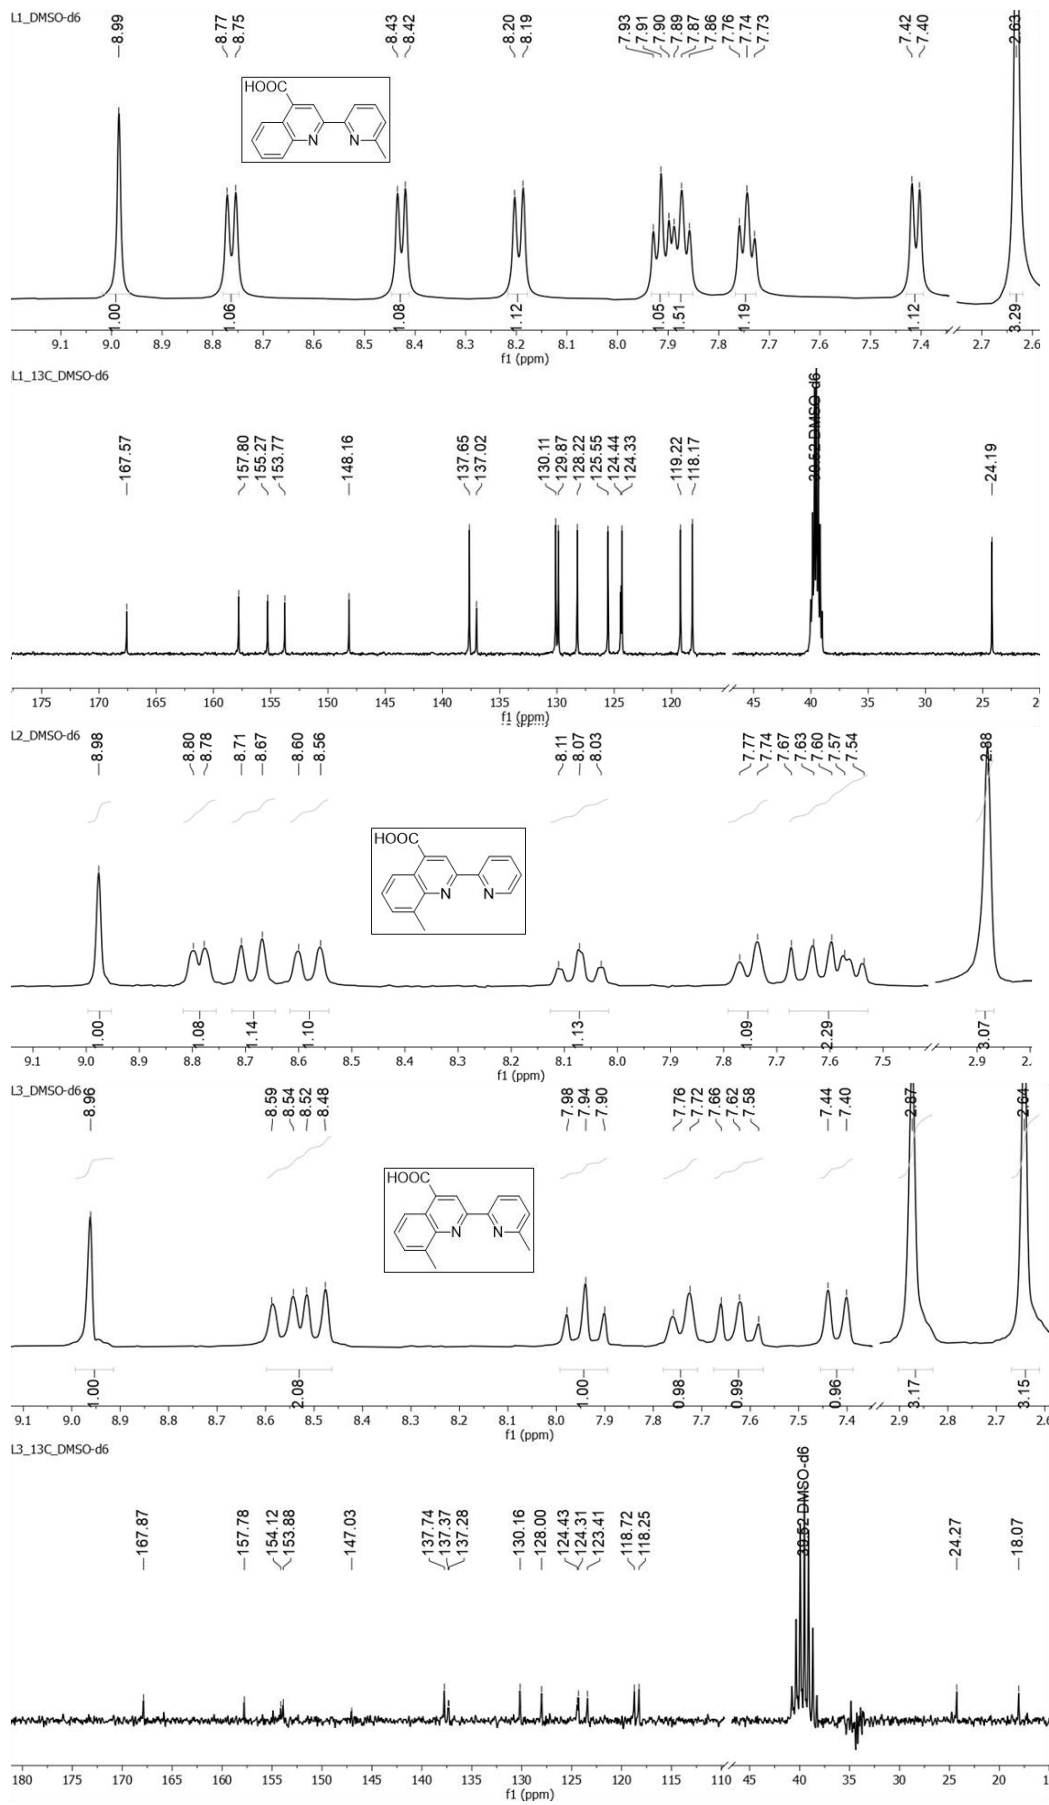 L1_DMSO-d6
8.99 8.77 8.75 8.43 8.42 8.20 8.19 7.93 7.91 7.90 7.89 7.87 7.86 7.76 7.74 7.73 7.42 7.40 2.63
HOOC
N N
1.00 1.06 1.08 1.12 1.05 1.51 1.19 1.12 3.29
9.1 9.0 8.9 8.8 8.7 8.6 8.5 8.4 8.3 8.2 8.1 8.0 7.9 7.8 7.7 7.6 7.5 7.4 2.7 2.6
f1 (ppm)
L1_13C_DMSO-d6
167.57 157.80 155.27 153.77 148.16 137.65 137.02 130.11 129.87 128.22 125.55 124.44 124.33 119.22 118.17 39.52 DMSO-d6 24.19
175 170 165 160 155 150 145 140 135 130 125 120 45 40 35 30 25 20
f1 (ppm)
L2_DMSO-d6
8.98 8.80 8.78 8.71 8.67 8.60 8.56 8.11 8.07 8.03 7.77 7.74 7.67 7.63 7.60 7.57 7.54 2.88
HOOC
N N
1.00 1.08 1.14 1.10 1.13 1.09 2.29 3.07
9.1 9.0 8.9 8.8 8.7 8.6 8.5 8.4 8.3 8.2 8.1 8.0 7.9 7.8 7.7 7.6 7.5 2.9 2.
f1 (ppm)
L3_DMSO-d6
8.96 8.59 8.54 8.52 8.48 7.98 7.94 7.90 7.76 7.72 7.66 7.62 7.58 7.44 7.40 2.87 2.64
HOOC
N N
1.00 2.08 1.00 0.98 0.99 0.96 3.17 3.15
9.1 9.0 8.9 8.8 8.7 8.6 8.5 8.4 8.3 8.2 8.1 8.0 7.9 7.8 7.7 7.6 7.5 7.4 2.9 2.8 2.7 2.6
f1 (ppm)
L3_13C_DMSO-d6
167.87 157.78 154.12 153.88 147.03 137.74 137.37 137.28 130.16 128.00 124.43 124.31 123.41 118.72 118.25 39.52 DMSO-d6 24.27 18.07
180 175 170 165 160 155 150 145 140 135 130 125 120 115 110 45 40 35 30 25 20 15
f1 (ppm)